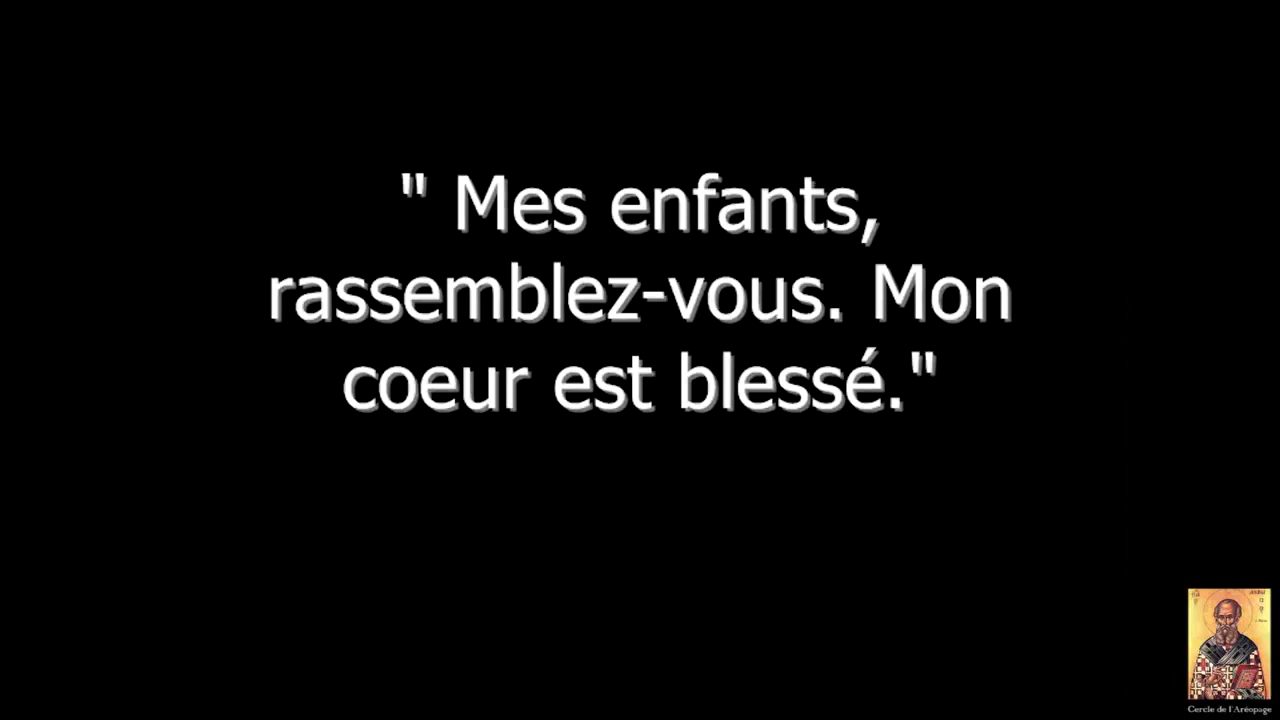 " Mes enfants,
rassemblez-vous. Mon
coeur est blessé."
Cercle de l'Aréopage